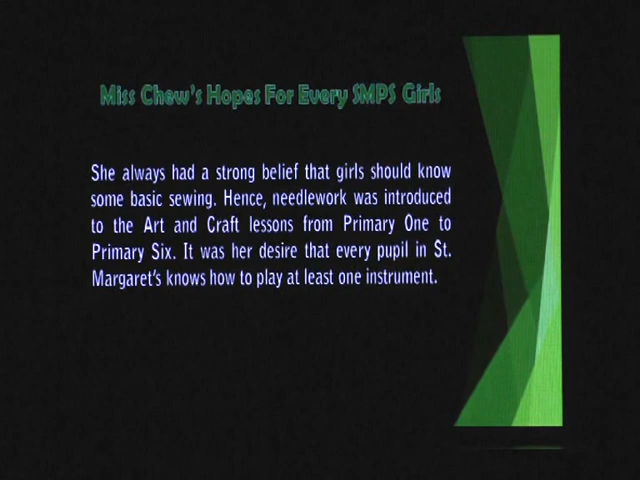 Miss Chew's Hopes For Every SMPS Girls
She always had a strong belief that girls should know
some basic sewing. Hence, needlework was introduced
to the Art and Craft lessons from Primary One to
Primary Six. It was her desire that every pupil in St.
Margaret's knows how to play at least one instrument.